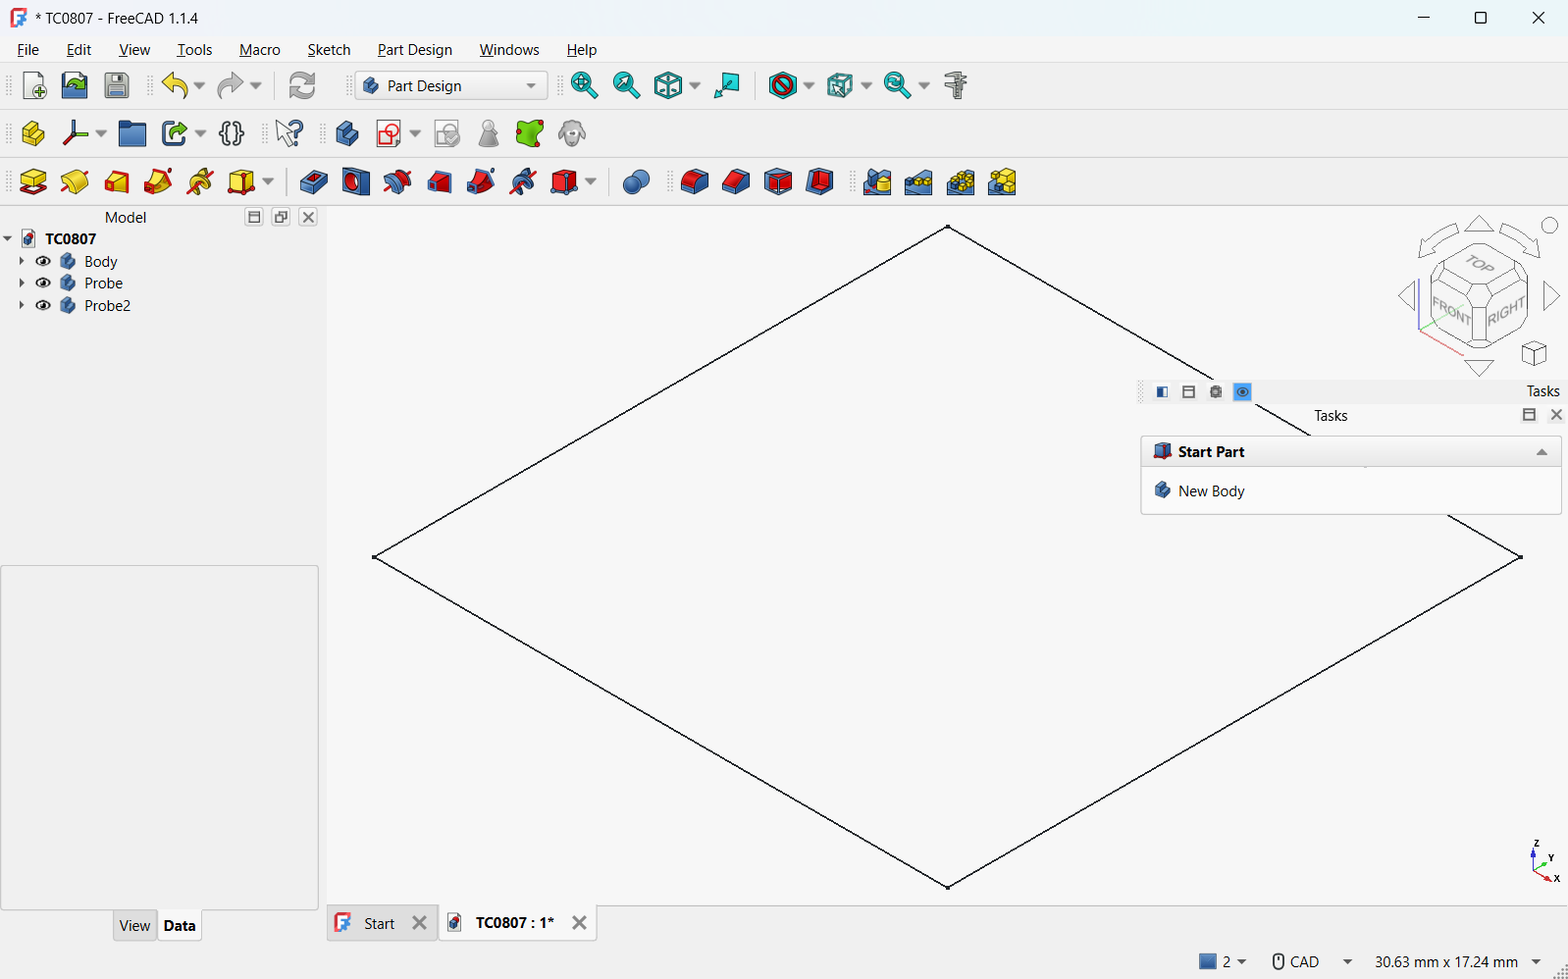 * TC0807 - FreeCAD 1.1.4
File Edit View Tools Macro Sketch Part Design Windows Help
Part Design
Model
TC0807
Body
Probe
Probe2
TOP
FRONT
RIGHT
Tasks
Tasks
Start Part
New Body
Z
Y
X
View Data
Start
TC0807 : 1*
2
CAD
30.63 mm x 17.24 mm